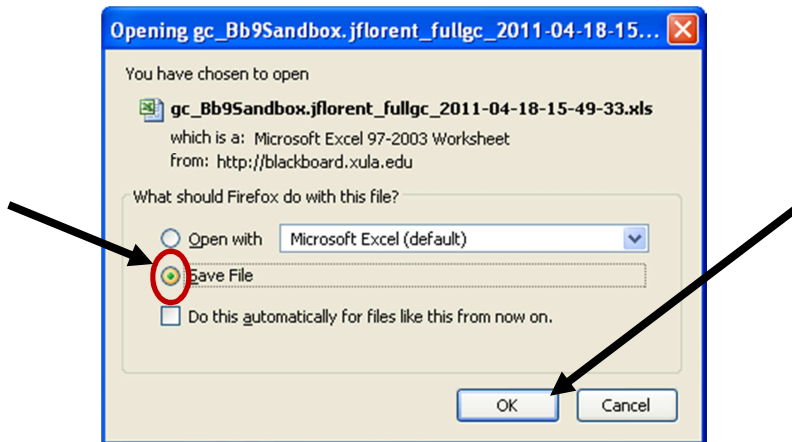 Opening gc_Bb9Sandbox.jflorent_fullgc_2011-04-18-15...
You have chosen to open
gc_Bb9Sandbox.jflorent_fullgc_2011-04-18-15-49-33.xls
which is a: Microsoft Excel 97-2003 Worksheet
from: http://blackboard.xula.edu
What should Firefox do with this file?
Open with Microsoft Excel (default)
Save File
Do this automatically for files like this from now on.
OK Cancel